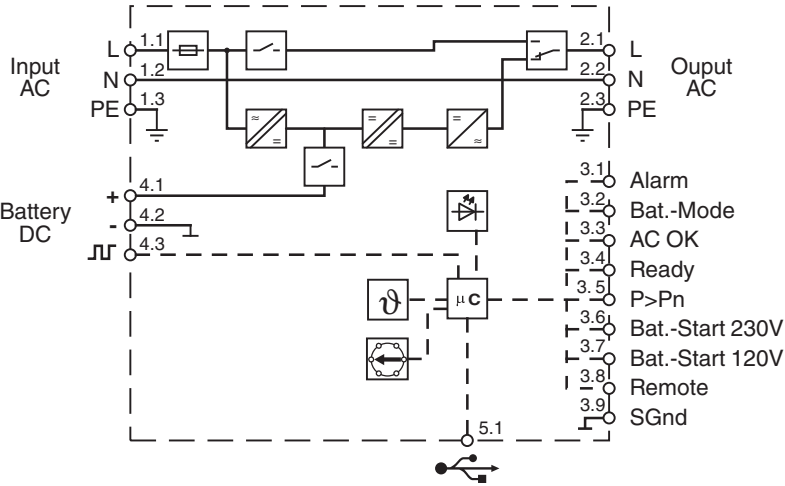 Input
AC
L
1.1
N
1.2
PE
1.3
2.1
L
2.2
N
2.3
PE
Ouput
AC
≈
=
=
=
=
≈
Battery
DC
+
4.1
-
4.2
4.3
ϑ
µC
3.1
Alarm
3.2
Bat.-Mode
3.3
AC OK
3.4
Ready
3. 5
P>Pn
3.6
Bat.-Start 230V
3.7
Bat.-Start 120V
3.8
Remote
3.9
SGnd
5.1